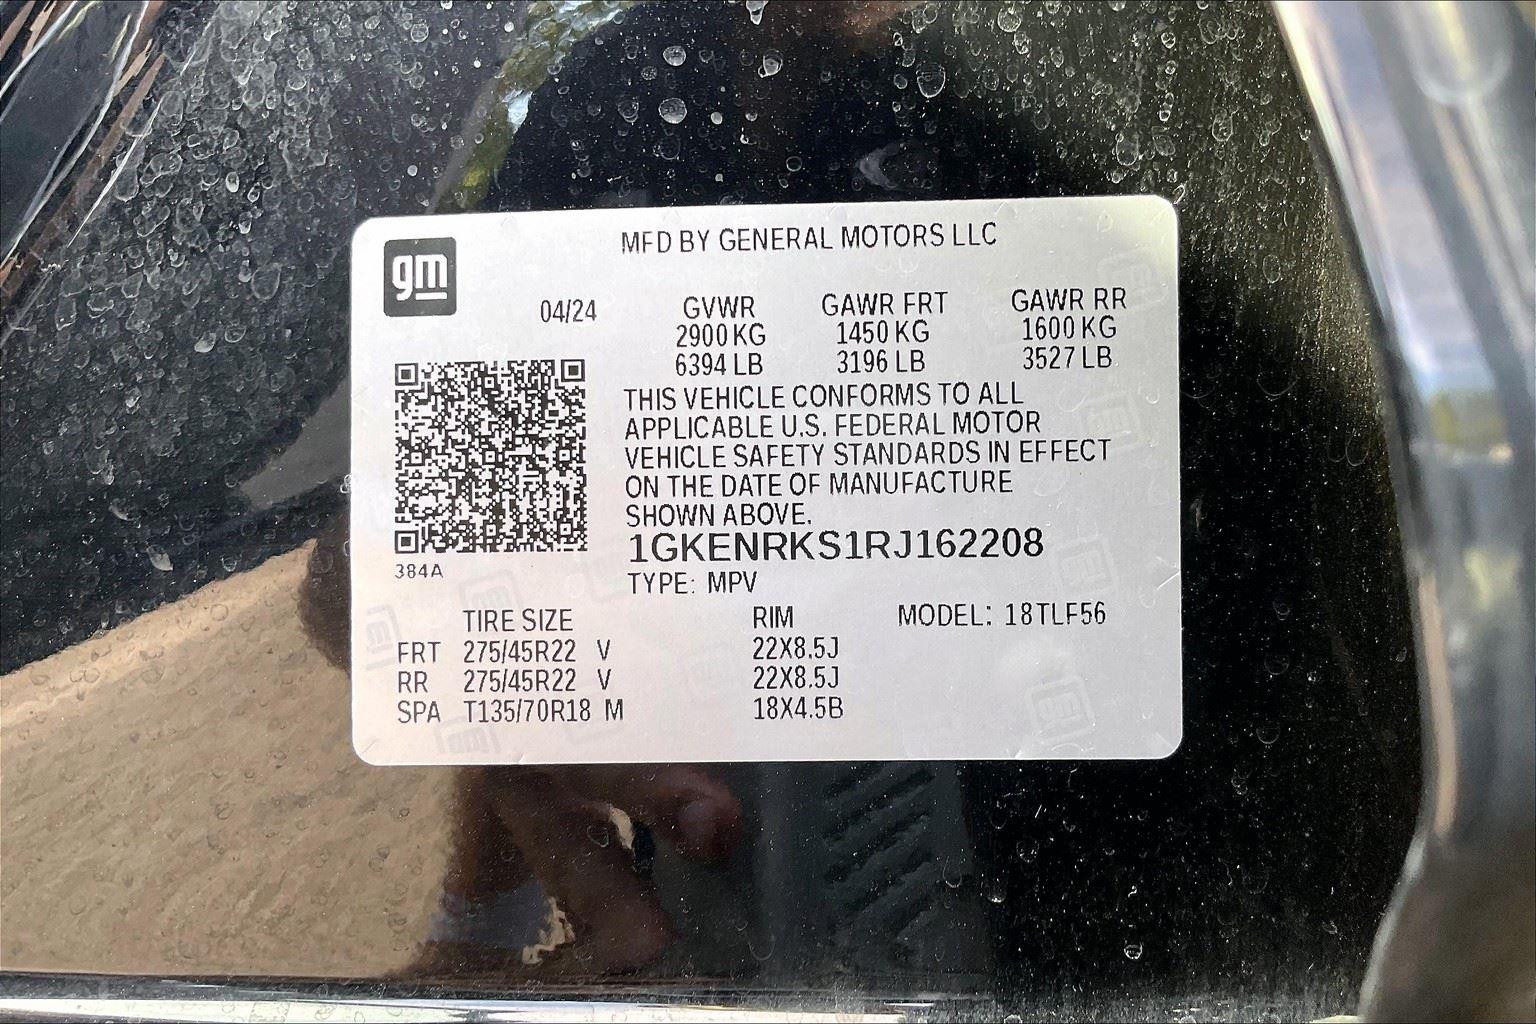 gm
MFD BY GENERAL MOTORS LLC
04/24 GVWR GAWR FRT GAWR RR
2900 KG 1450 KG 1600 KG
6394 LB 3196 LB 3527 LB
THIS VEHICLE CONFORMS TO ALL
APPLICABLE U.S. FEDERAL MOTOR
VEHICLE SAFETY STANDARDS IN EFFECT
ON THE DATE OF MANUFACTURE
SHOWN ABOVE.
1GKENRKS1RJ162208
384A
TYPE: MPV
TIRE SIZE RIM MODEL: 18TLF56
FRT 275/45R22 V 22X8.5J
RR 275/45R22 V 22X8.5J
SPA T135/70R18 M 18X4.5B